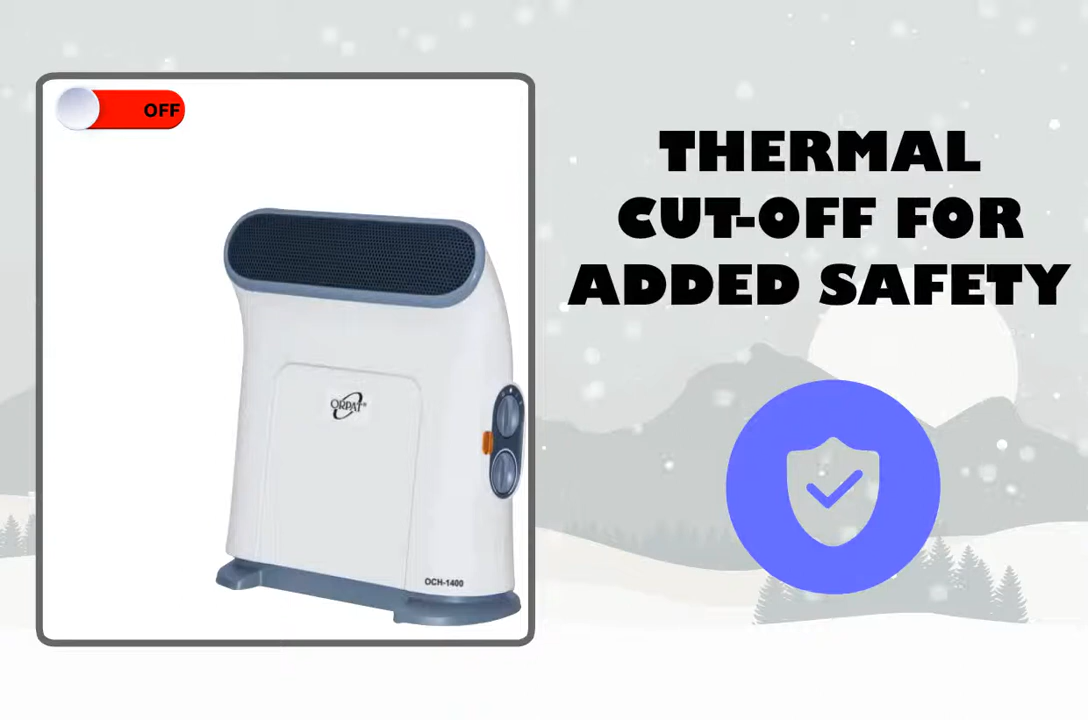 OFF
THERMAL
CUT-OFF FOR
ADDED SAFETY
ORPAT®
OCH-1400